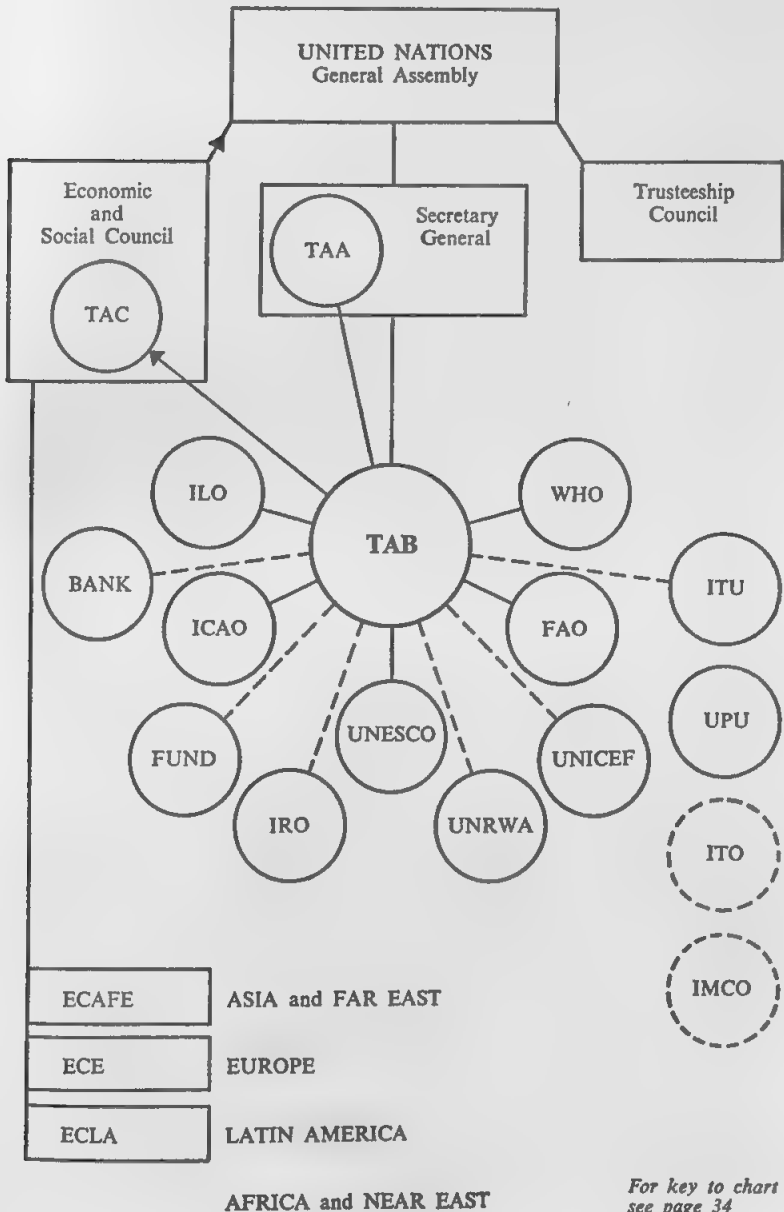 UNITED NATIONS
General Assembly
Economic
and
Social Council
TAC
TAA
Secretary
General
Trusteeship
Council
TAB
ILO
WHO
BANK
ITU
ICAO
FAO
FUND
UNESCO
UNICEF
UPU
IRO
UNRWA
ITO
IMCO
ECAFE ASIA and FAR EAST
ECE EUROPE
ECLA LATIN AMERICA
AFRICA and NEAR EAST
For key to chart
see page 34